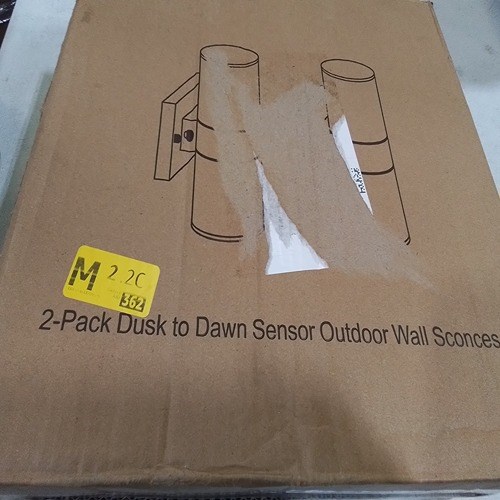 M 2.2C
362
2-Pack Dusk to Dawn Sensor Outdoor Wall Sconces